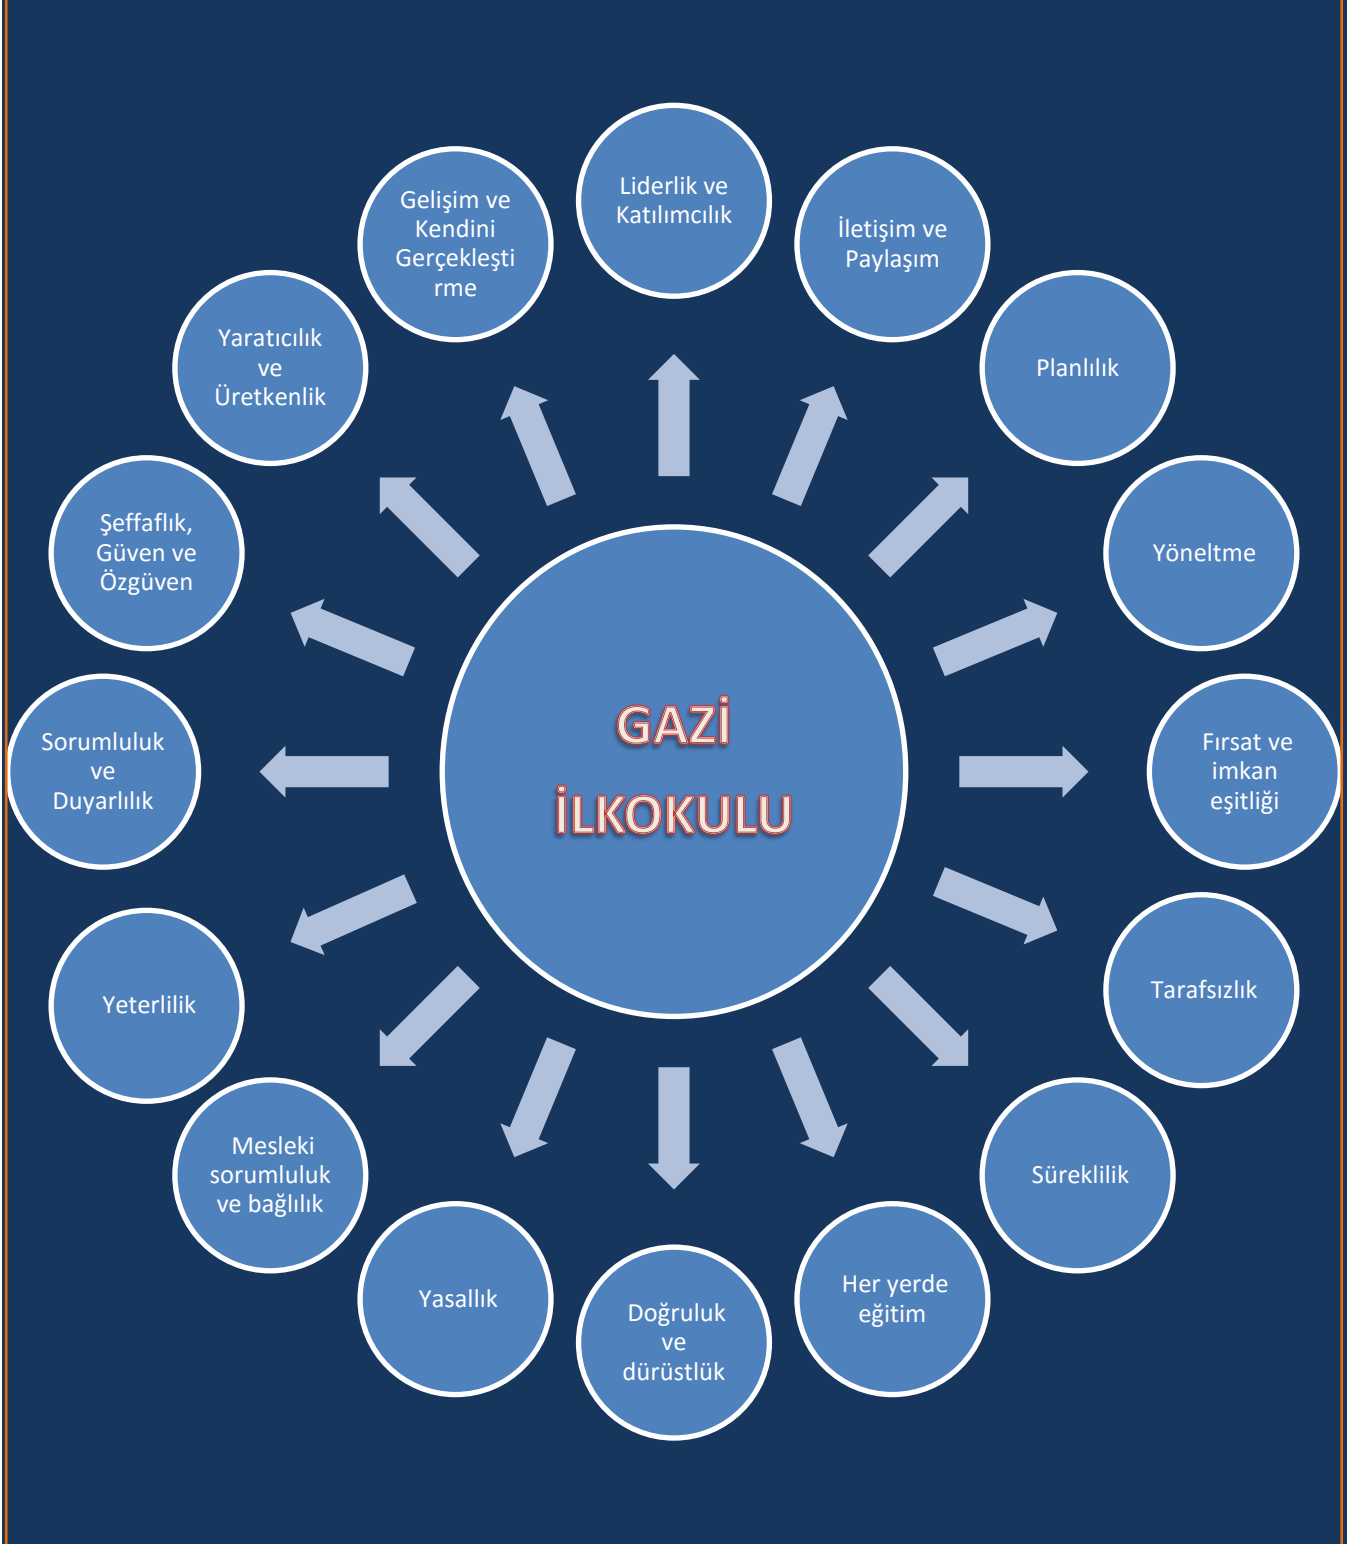 Liderlik ve
Katılımcılık
İletişim ve
Paylaşım
Planlılık
Yöneltme
Fırsat ve
imkan
eşitliği
Tarafsızlık
Süreklilik
Her yerde
eğitim
Doğruluk
ve
dürüstlük
Yasallık
Mesleki
sorumluluk
ve bağlılık
Yeterlilik
Sorumluluk
ve
Duyarlılık
Şeffaflık,
Güven ve
Özgüven
Yaratıcılık
ve
Üretkenlik
Gelişim ve
Kendini
Gerçekleşti
rme
GAZİ
İLKOKULU